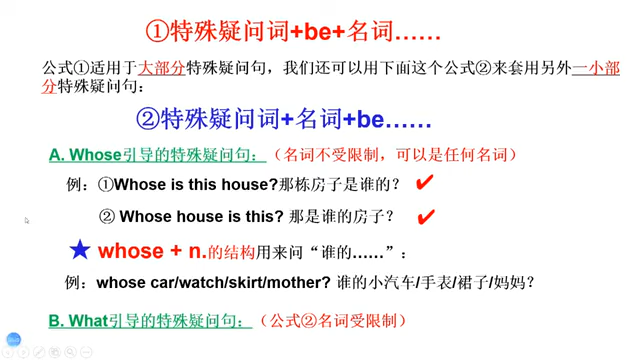 ①特殊疑问词+be+名词……
公式①适用于大部分特殊疑问句，我们还可以用下面这个公式②来套用另外一小部
分特殊疑问句：
②特殊疑问词+名词+be……
A. Whose引导的特殊疑问句：（名词不受限制，可以是任何名词）
例：①Whose is this house?那栋房子是谁的？ ✔
② Whose house is this? 那是谁的房子？ ✔
★ whose + n.的结构用来问“谁的……”：
例：whose car/watch/skirt/mother? 谁的小汽车/手表/裙子/妈妈？
B. What引导的特殊疑问句：（公式②名词受限制）